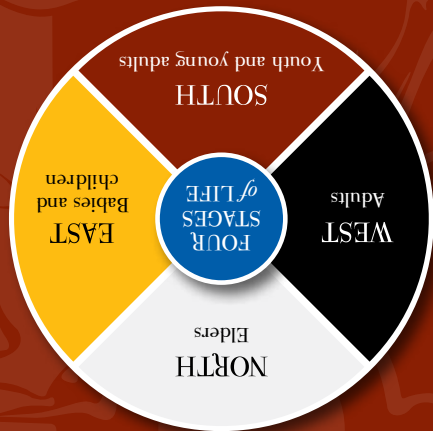 NORTH
Elders
WEST
Adults
FOUR
STAGES
of LIFE
EAST
Babies and
children
SOUTH
Youth and young adults